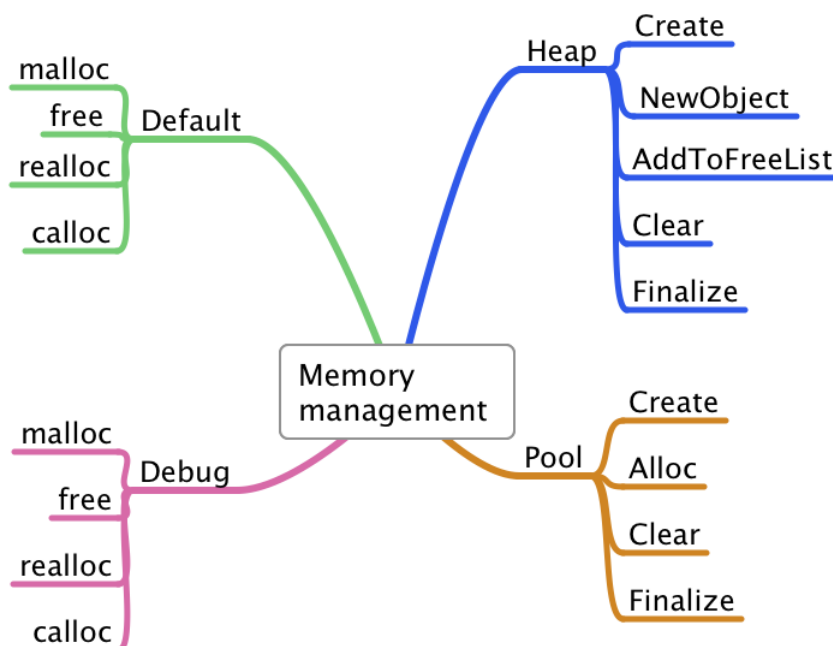 Memory
management
Default
malloc
free
realloc
calloc
Heap
Create
NewObject
AddToFreeList
Clear
Finalize
Debug
malloc
free
realloc
calloc
Pool
Create
Alloc
Clear
Finalize